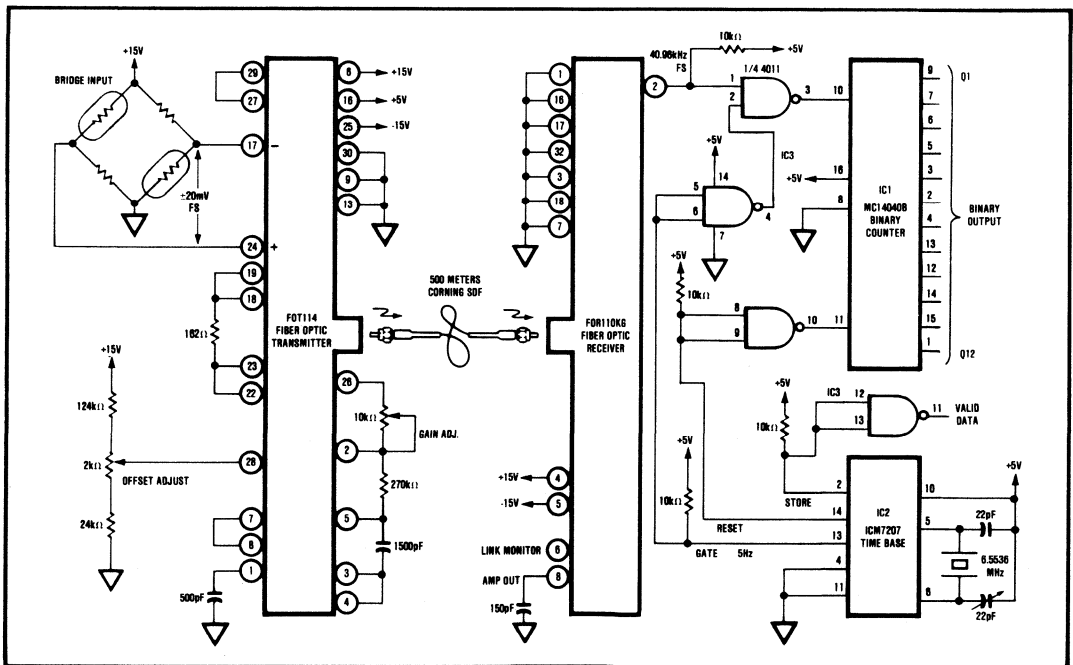 +15V
BRIDGE INPUT
29
27
17
−
±20mV
FS
24
+
19
18
162Ω
23
22
+15V
124kΩ
2kΩ
OFFSET ADJUST
28
24kΩ
7
6
1
500pF
FOT114
FIBER OPTIC
TRANSMITTER
8
+15V
16
+5V
25
-15V
30
9
13
26
10kΩ
GAIN ADJ.
2
270kΩ
5
1500pF
3
4
500 METERS
CORNING SDF
1
16
17
32
3
18
7
FOR110KG
FIBER OPTIC
RECEIVER
+15V
4
-15V
5
LINK MONITOR
6
AMP OUT
8
150pF
2
40.96kHz
FS
10kΩ
+5V
1/4 4011
1
2
3
10
+5V
14
IC3
5
6
4
7
+5V
16
8
IC1
MC14040B
BINARY
COUNTER
9
Q1
7
6
5
3
2
4
13
12
14
15
1
Q12
BINARY
OUTPUT
+5V
10kΩ
8
9
10
11
+5V
IC3
10kΩ
12
13
11
VALID
DATA
STORE
2
+5V
10kΩ
RESET
14
GATE 5Hz
13
4
11
IC2
ICM7207
TIME BASE
10
+5V
5
22pF
6.5536
MHz
6
22pF